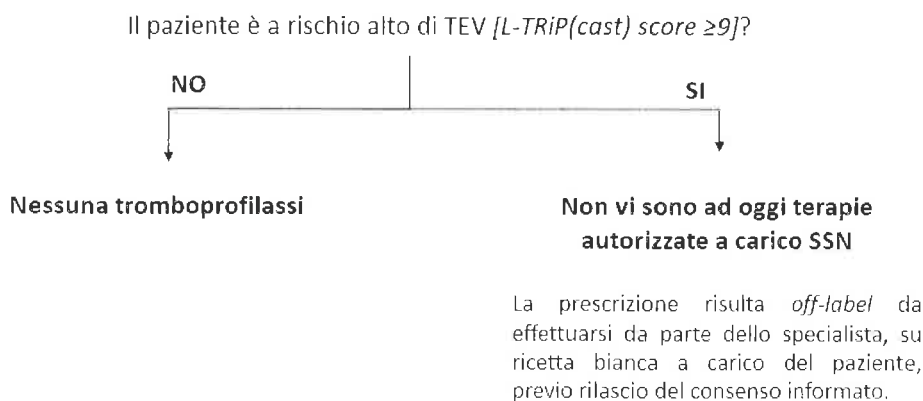 Il paziente è a rischio alto di TEV [L-TRiP(cast) score ≥9]?
NO
SI
Nessuna tromboprofilassi
Non vi sono ad oggi terapie
autorizzate a carico SSN
La prescrizione risulta off-label da
effettuarsi da parte dello specialista, su
ricetta bianca a carico del paziente,
previo rilascio del consenso informato.